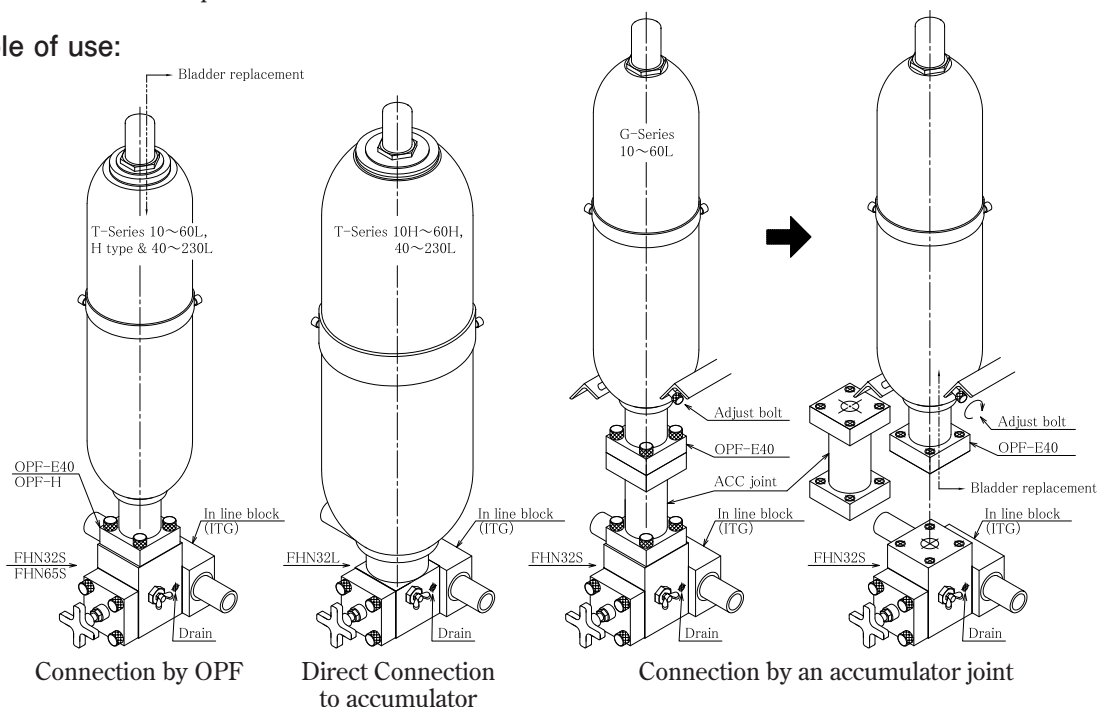 ple of use:
Bladder replacement
T-Series 10～60L,
H type & 40～230L
OPF-E40
OPF-H
In line block
(ITG)
FHN32S
FHN65S
Drain
Connection by OPF
T-Series 10H～60H,
40～230L
In line block
(ITG)
FHN32L
Drain
Direct Connection
to accumulator
G-Series
10～60L
Adjust bolt
OPF-E40
ACC joint
In line block
(ITG)
FHN32S
Drain
Adjust bolt
OPF-E40
Bladder replacement
In line block
(ITG)
FHN32S
Drain
Connection by an accumulator joint